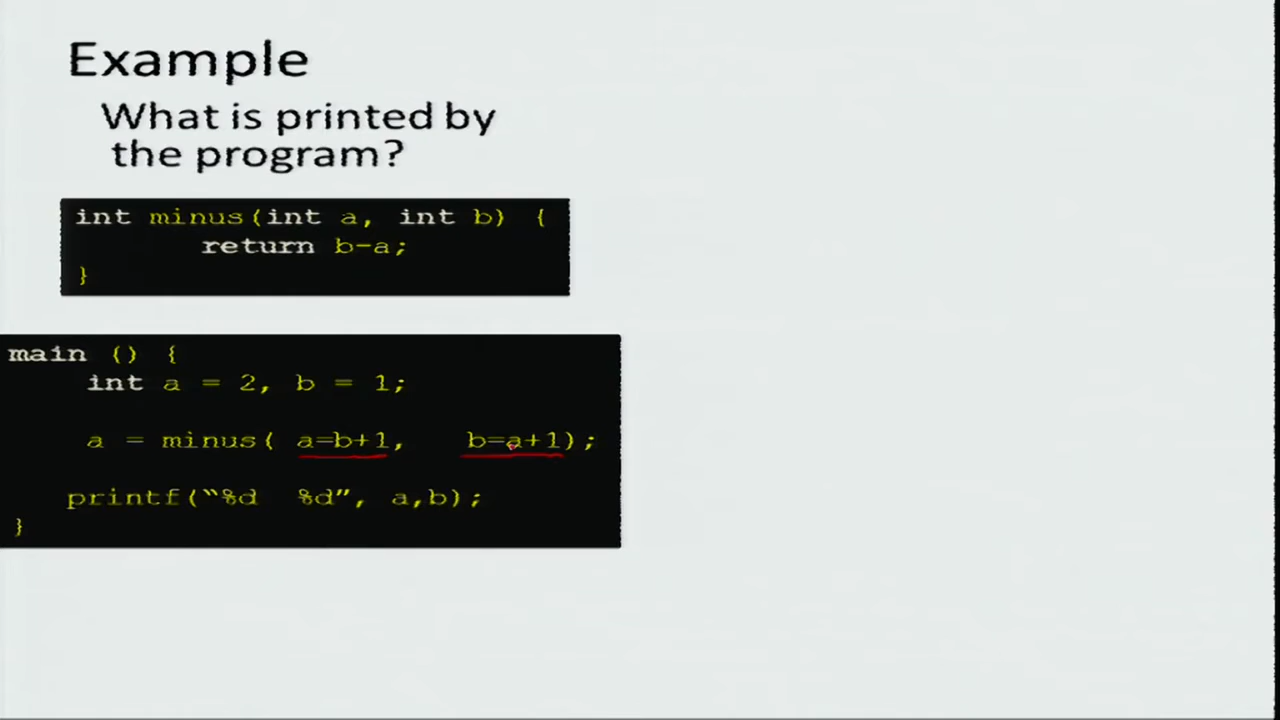 Example
What is printed by
the program?
int minus(int a, int b) {
return b-a;
}
main () {
int a = 2, b = 1;
a = minus( a=b+1, b=a+1);
printf(“%d %d”, a,b);
}